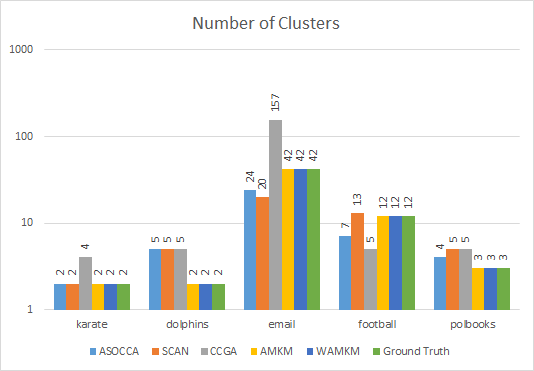 Number of Clusters
1000
100
10
1
2 2 4 2 2 2
5 5 5 2 2 2
24 20 157 42 42 42
7 13 5 12 12 12
4 5 5 3 3 3
karate dolphins email football polbooks
ASOCCA SCAN CCGA AMKM WAMKM Ground Truth